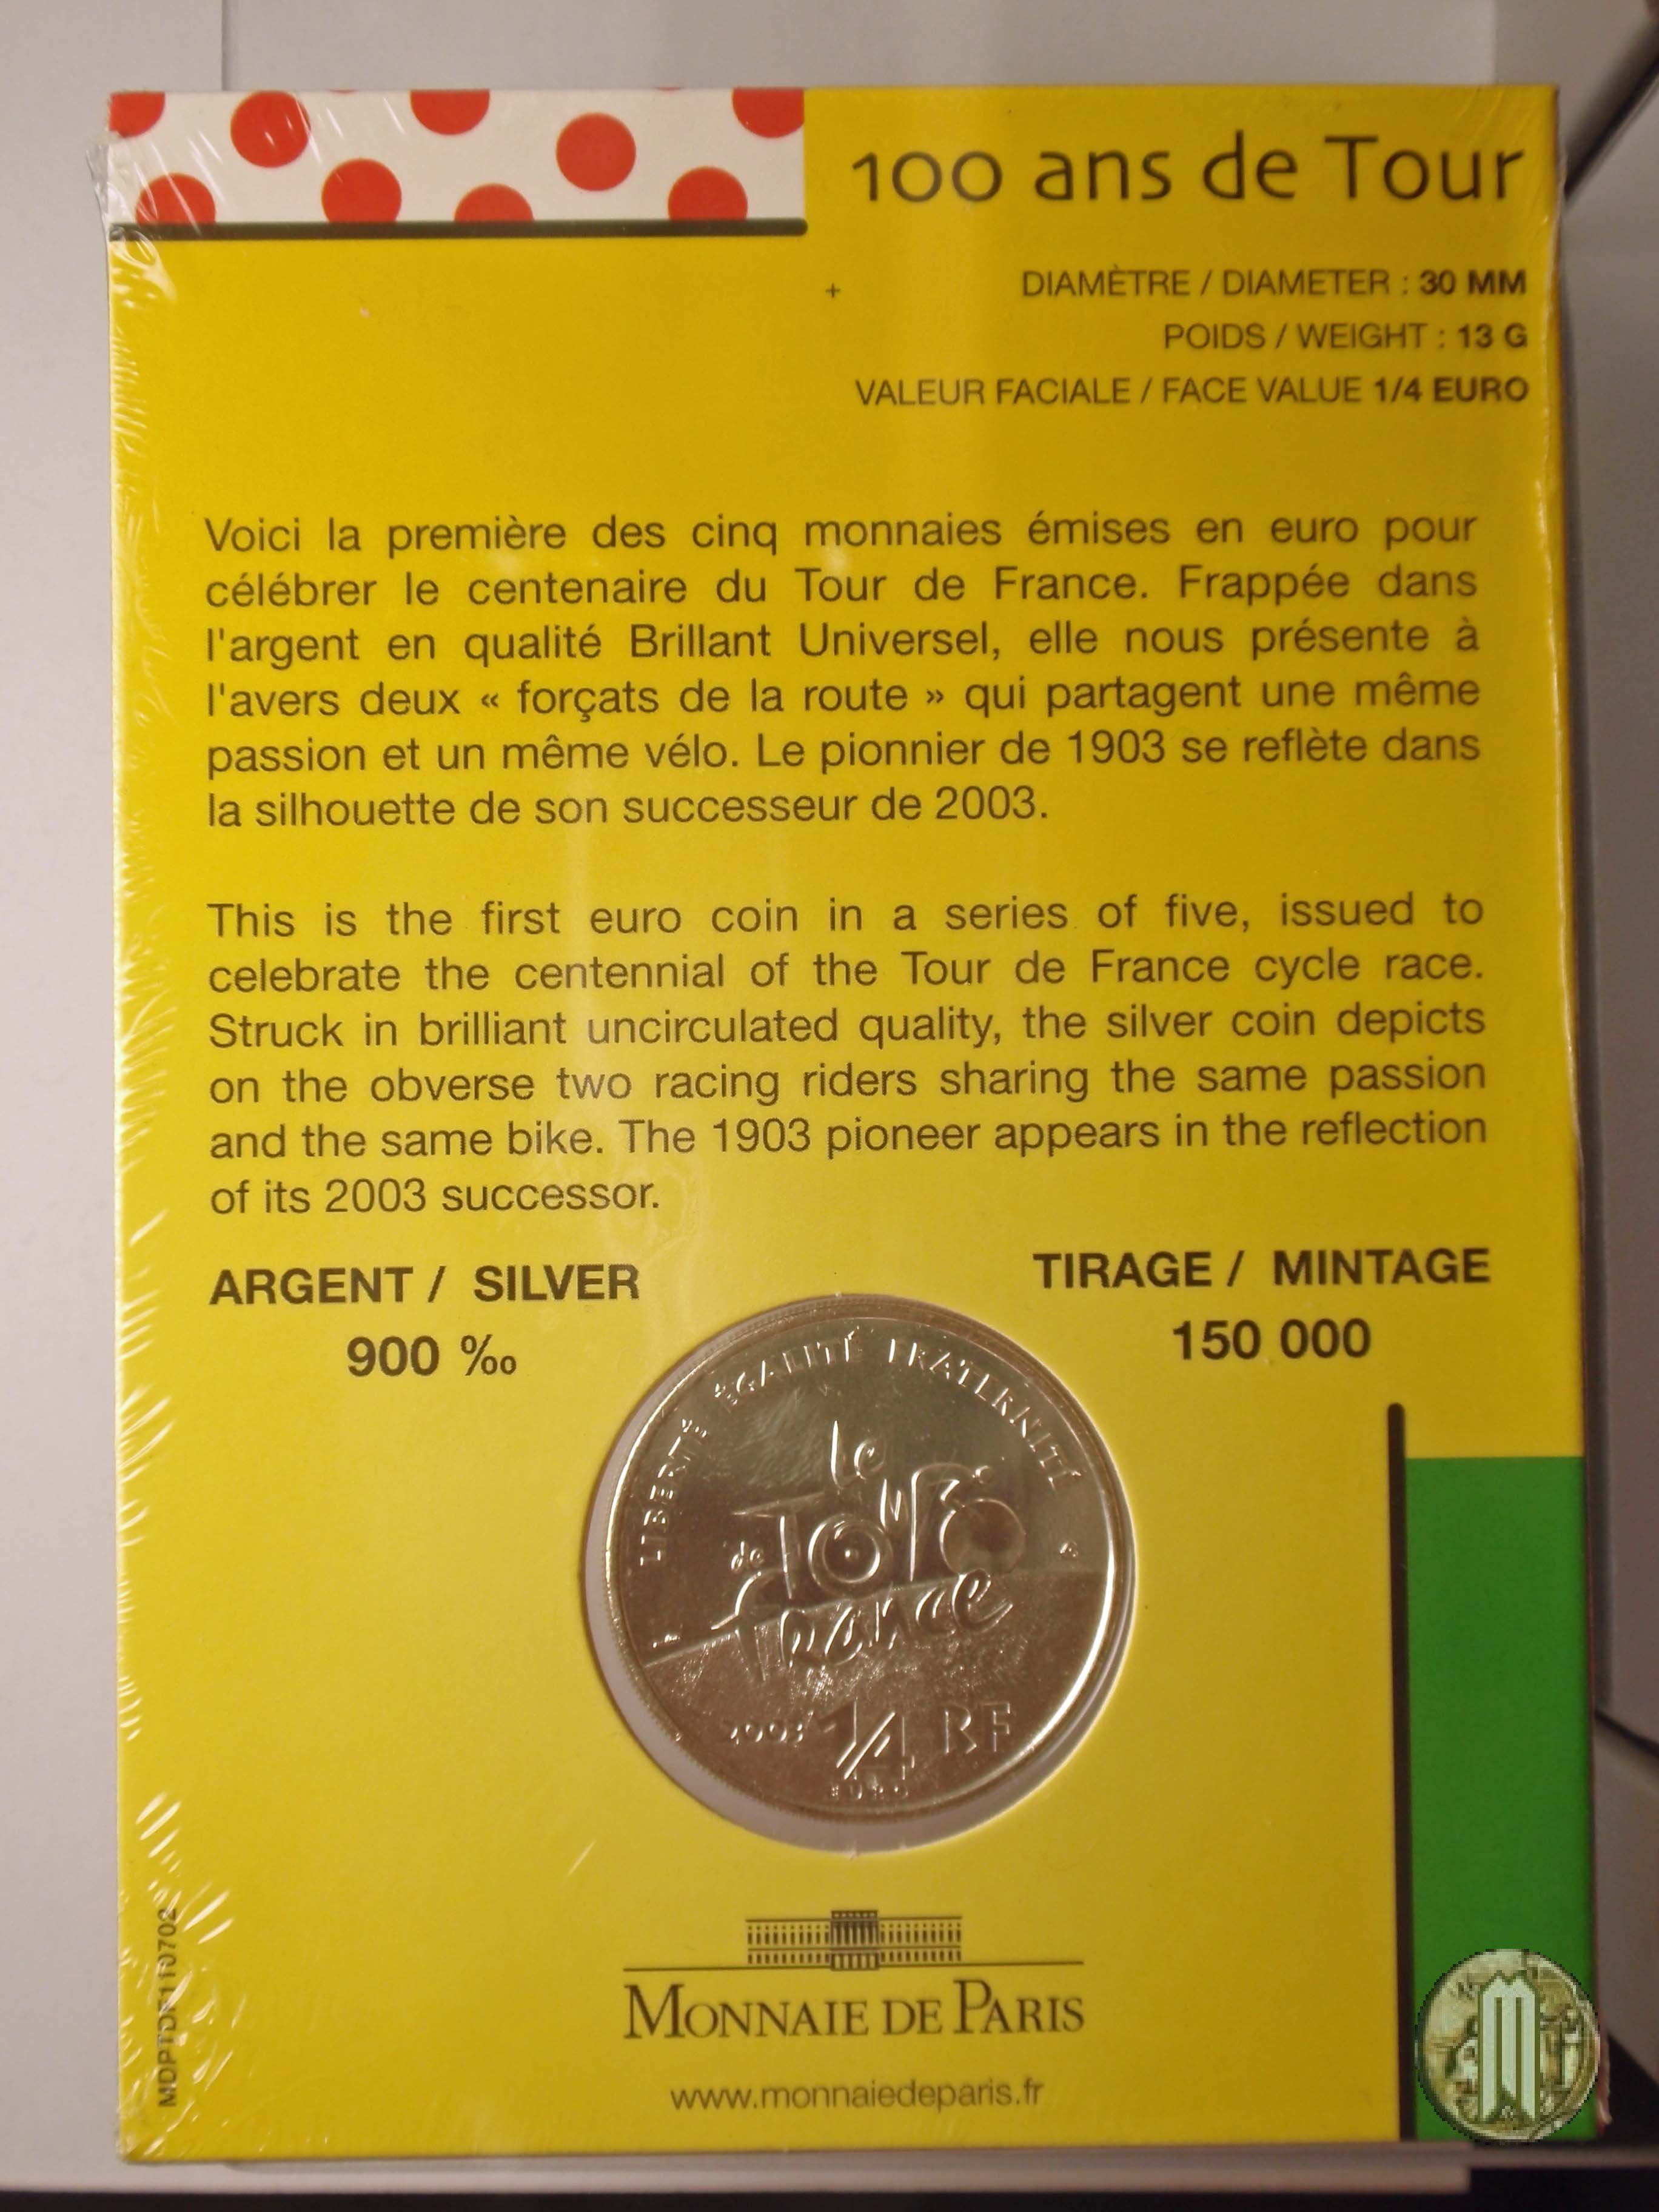 100 ans de Tour
DIAMÈTRE / DIAMETER : 30 MM
POIDS / WEIGHT : 13 G
VALEUR FACIALE / FACE VALUE 1/4 EURO
Voici la première des cinq monnaies émises en euro pour
célébrer le centenaire du Tour de France. Frappée dans
l'argent en qualité Brillant Universel, elle nous présente à
l'avers deux « forçats de la route » qui partagent une même
passion et un même vélo. Le pionnier de 1903 se reflète dans
la silhouette de son successeur de 2003.
This is the first euro coin in a series of five, issued to
celebrate the centennial of the Tour de France cycle race.
Struck in brilliant uncirculated quality, the silver coin depicts
on the obverse two racing riders sharing the same passion
and the same bike. The 1903 pioneer appears in the reflection
of its 2003 successor.
ARGENT / SILVER
900 ‰
TIRAGE / MINTAGE
150 000
LIBERTÉ ÉGALITÉ FRATERNITÉ
le
de TOUR
france
2003 1/4 RF
EURO
MONNAIE DE PARIS
www.monnaiedeparis.fr
MDPTDF110702
M